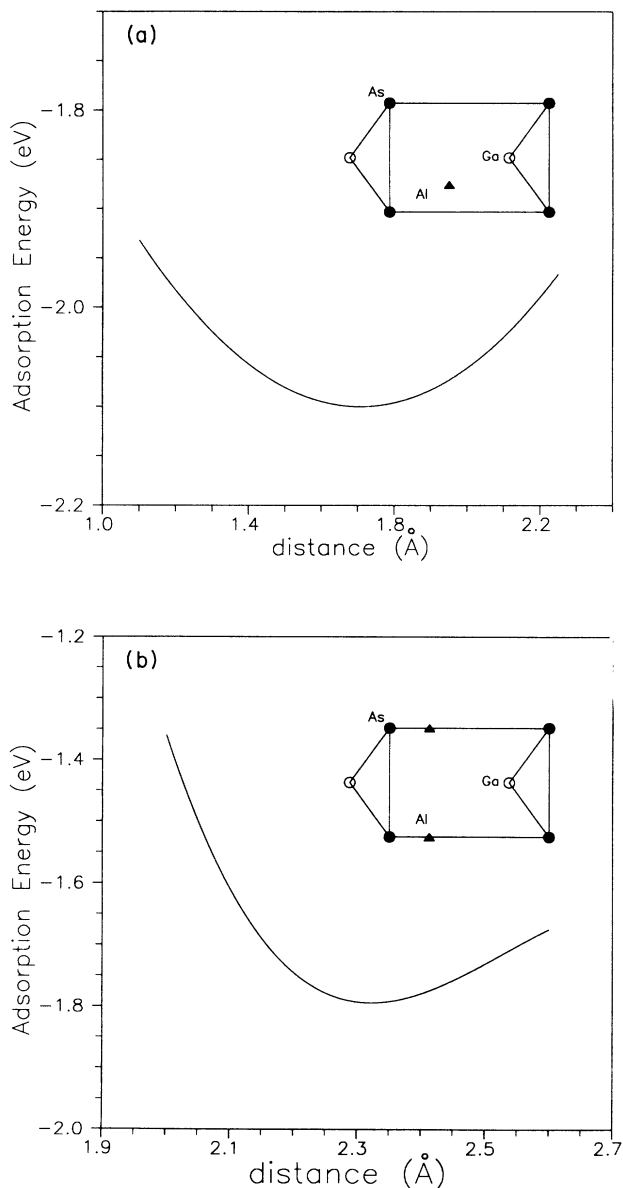 (a)
As
Ga
Al
−1.8
−2.0
−2.2
Adsorption Energy (eV)
1.0 1.4 1.8 2.2
distance (Å)
−1.2
(b)
As
Ga
Al
−1.4
−1.6
−1.8
−2.0
Adsorption Energy (eV)
1.9 2.1 2.3 2.5 2.7
distance (Å)